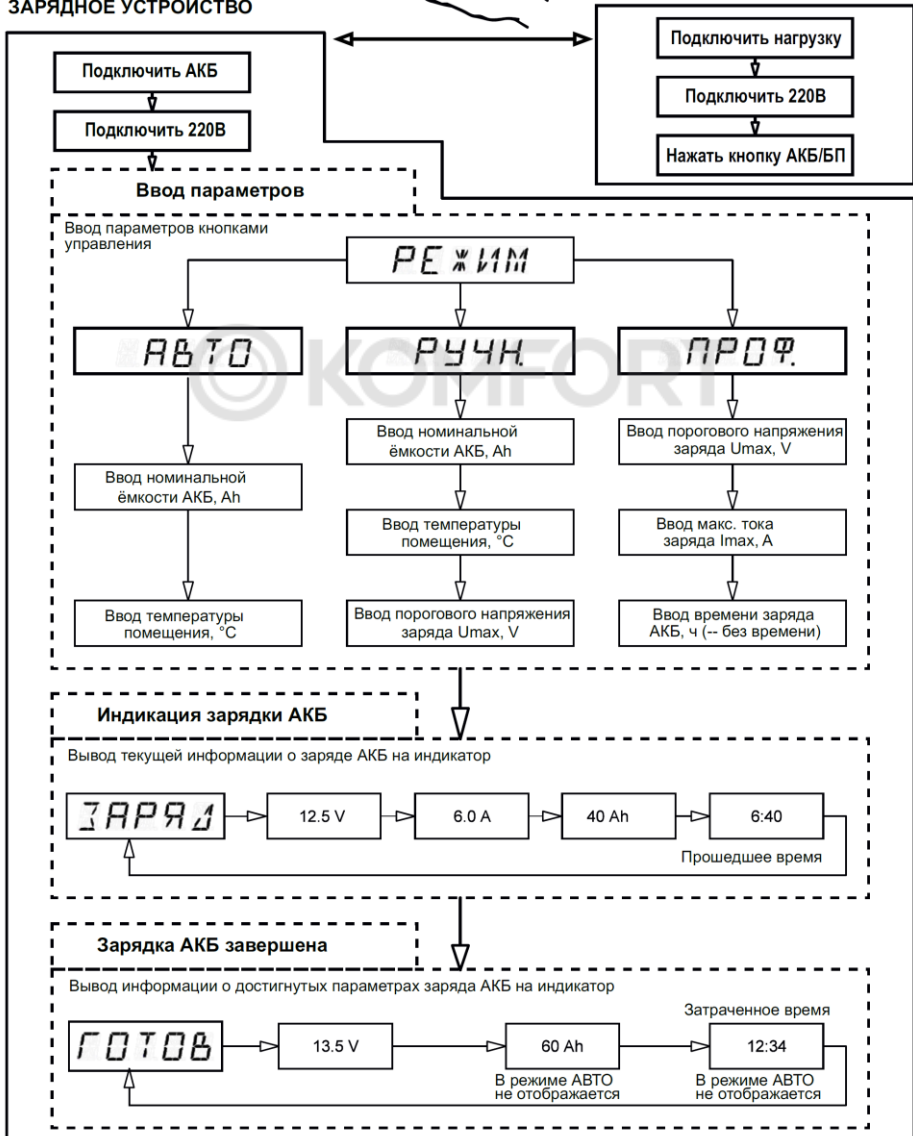 ЗАРЯДНОЕ УСТРОЙСТВО
Подключить АКБ
Подключить 220В
Подключить нагрузку
Подключить 220В
Нажать кнопку АКБ/БП
Ввод параметров
Ввод параметров кнопками
управления
РЕЖИМ
АВТО
РУЧН.
ПРОФ.
KOMFORT
Ввод номинальной
ёмкости АКБ, Ah
Ввод температуры
помещения, °C
Ввод номинальной
ёмкости АКБ, Ah
Ввод температуры
помещения, °C
Ввод порогового напряжения
заряда Umax, V
Ввод порогового напряжения
заряда Umax, V
Ввод макс. тока
заряда Imax, А
Ввод времени заряда
АКБ, ч (-- без времени)
Индикация зарядки АКБ
Вывод текущей информации о заряде АКБ на индикатор
ЗАРЯД
12.5 V
6.0 A
40 Ah
6:40
Прошедшее время
Зарядка АКБ завершена
Вывод информации о достигнутых параметрах заряда АКБ на индикатор
Затраченное время
ГОТОВ
13.5 V
60 Ah
12:34
В режиме АВТО
не отображается
В режиме АВТО
не отображается